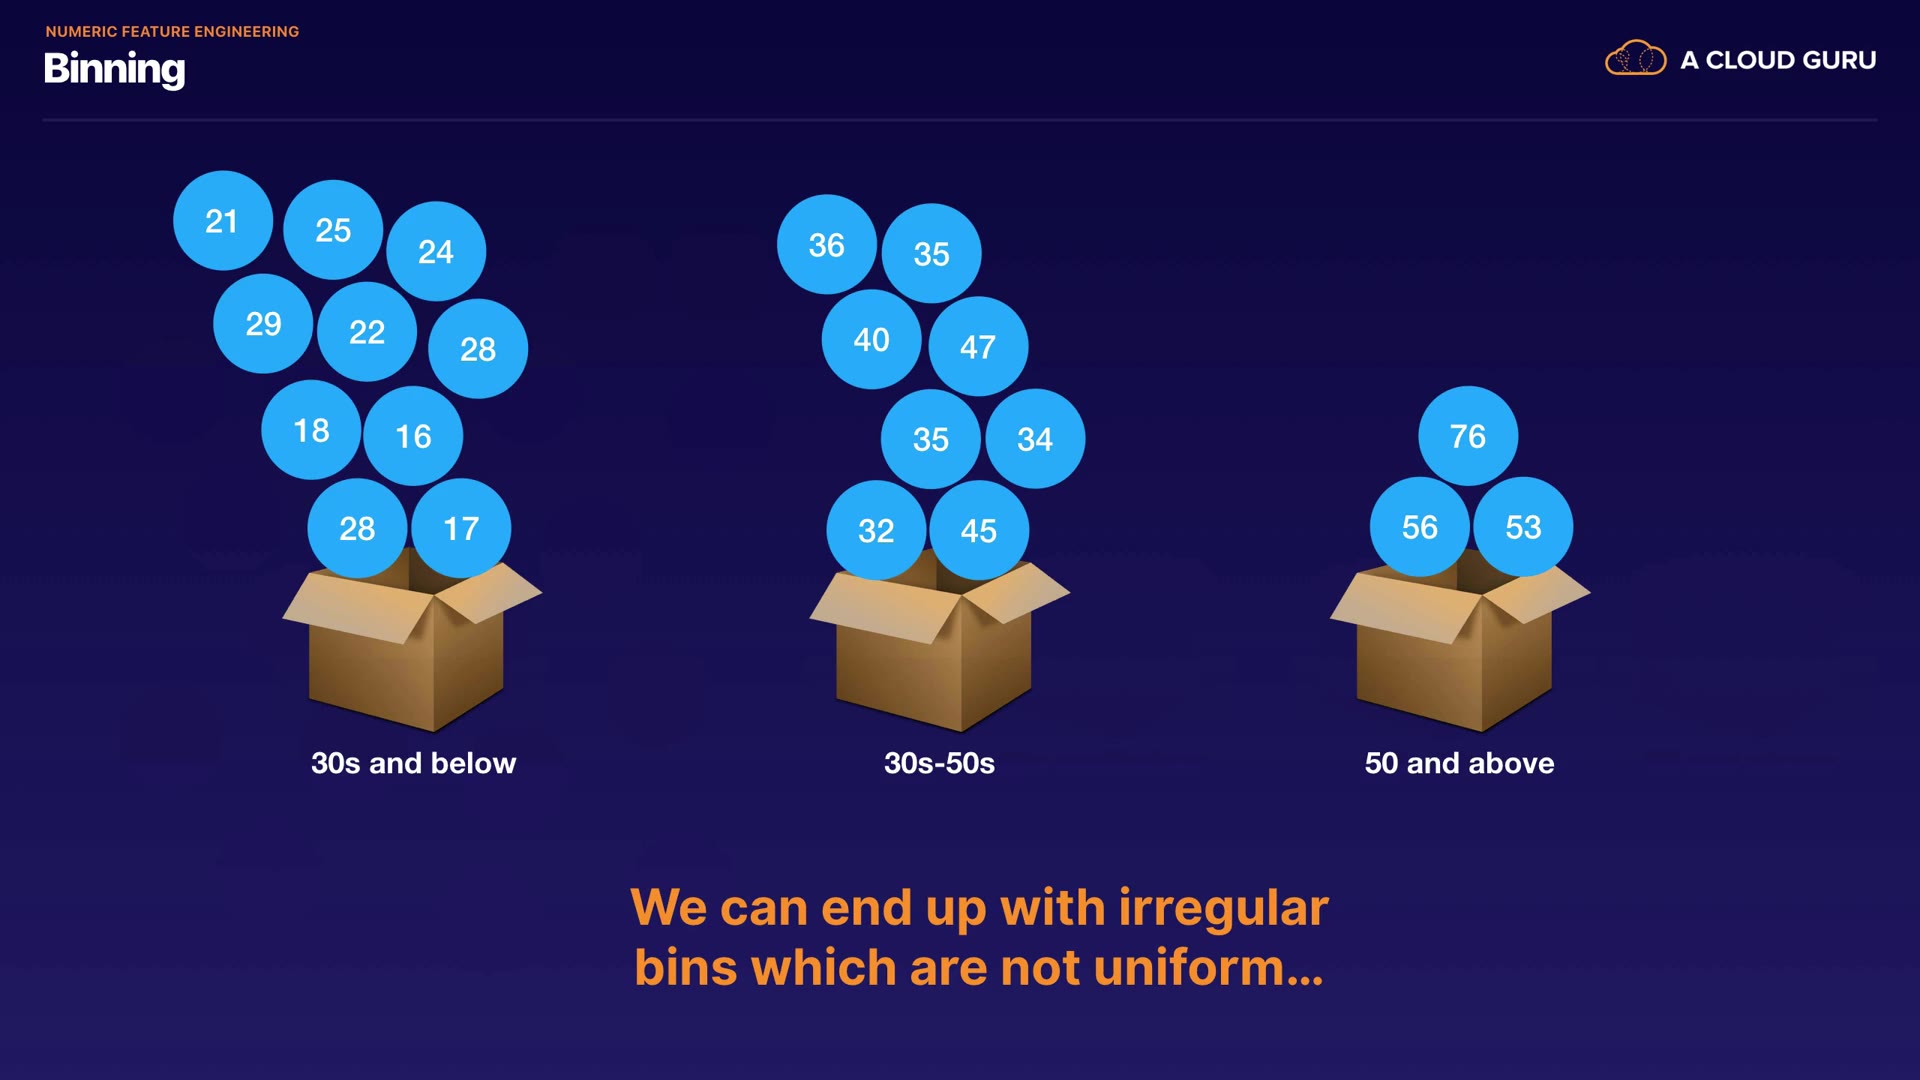 NUMERIC FEATURE ENGINEERING
Binning
A CLOUD GURU
21
25
24
29
22
28
18
16
28
17
30s and below
36
35
40
47
35
34
32
45
30s-50s
76
56
53
50 and above
We can end up with irregular
bins which are not uniform...